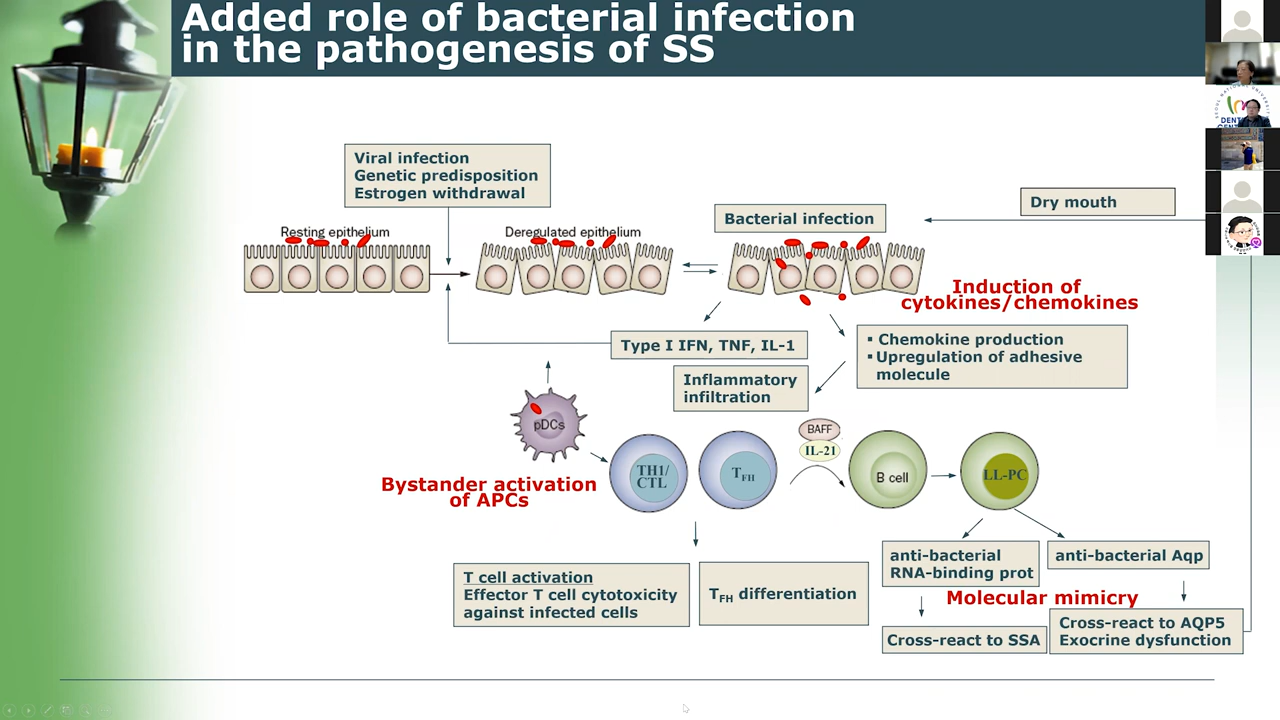 Added role of bacterial infection
in the pathogenesis of SS
Viral infection
Genetic predisposition
Estrogen withdrawal
Dry mouth
Bacterial infection
Resting epithelium
Deregulated epithelium
Induction of
cytokines/chemokines
Type I IFN, TNF, IL-1
▪ Chemokine production
▪ Upregulation of adhesive
molecule
Inflammatory
infiltration
pDCs
BAFF
IL-21
TH1/
CTL
TFH
B cell
LL-PC
Bystander activation
of APCs
anti-bacterial
RNA-binding prot
anti-bacterial Aqp
T cell activation
Effector T cell cytotoxicity
against infected cells
TFH differentiation
Molecular mimicry
Cross-react to SSA
Cross-react to AQP5
Exocrine dysfunction